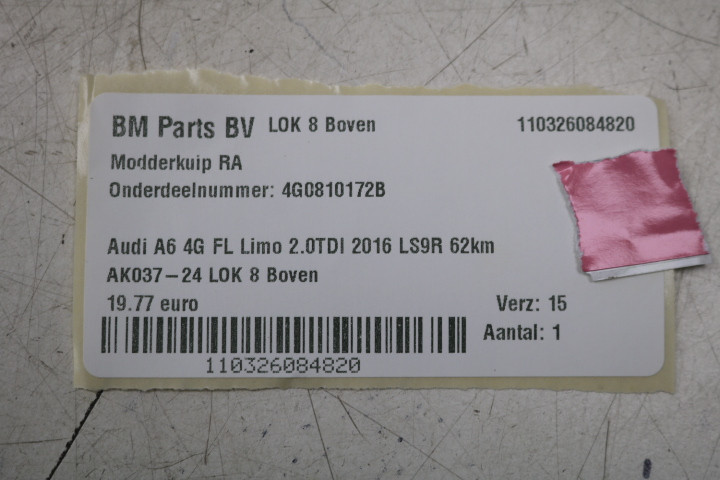 BM Parts BV LOK 8 Boven 110326084820
Modderkuip RA
Onderdeelnummer: 4G0810172B
Audi A6 4G FL Limo 2.0TDI 2016 LS9R 62km
AK037-24 LOK 8 Boven
19.77 euro Verz: 15
Aantal: 1
110326084820